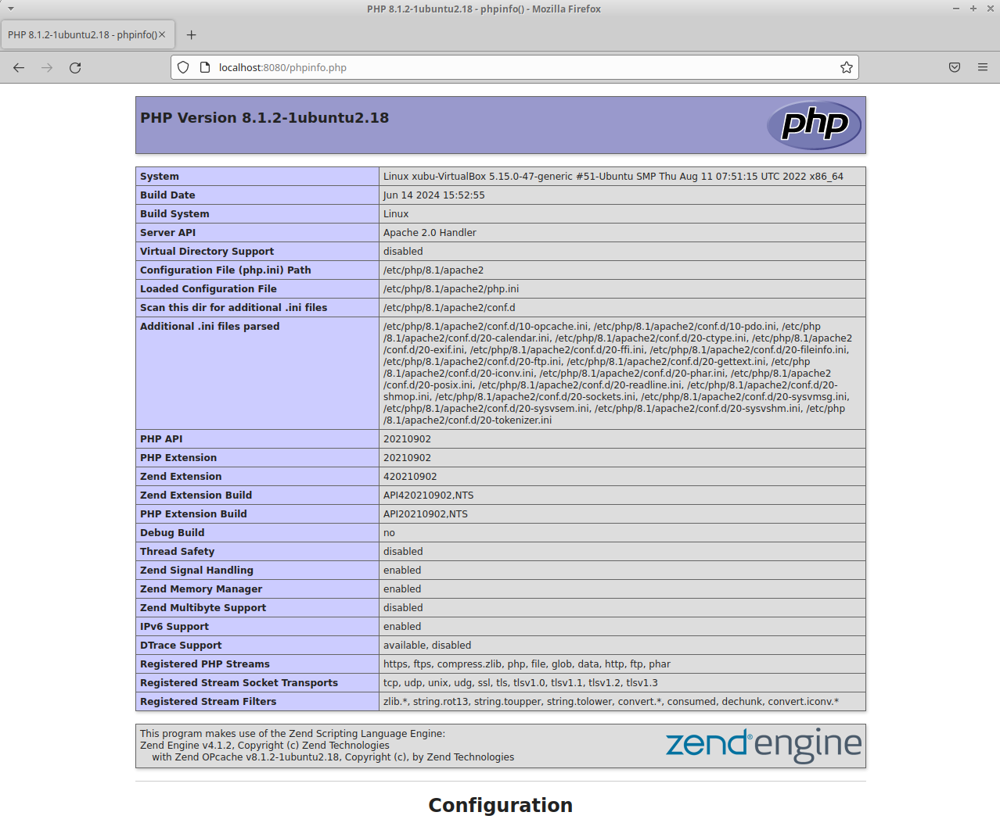 PHP 8.1.2-1ubuntu2.18 - phpinfo() - Mozilla Firefox
PHP 8.1.2-1ubuntu2.18 - phpinfo()
localhost:8080/phpinfo.php
PHP Version 8.1.2-1ubuntu2.18
php
System Linux xubu-VirtualBox 5.15.0-47-generic #51-Ubuntu SMP Thu Aug 11 07:51:15 UTC 2022 x86_64
Build Date Jun 14 2024 15:52:55
Build System Linux
Server API Apache 2.0 Handler
Virtual Directory Support disabled
Configuration File (php.ini) Path /etc/php/8.1/apache2
Loaded Configuration File /etc/php/8.1/apache2/php.ini
Scan this dir for additional .ini files /etc/php/8.1/apache2/conf.d
Additional .ini files parsed /etc/php/8.1/apache2/conf.d/10-opcache.ini, /etc/php/8.1/apache2/conf.d/10-pdo.ini, /etc/php
/8.1/apache2/conf.d/20-calendar.ini, /etc/php/8.1/apache2/conf.d/20-ctype.ini, /etc/php/8.1/apache2
/conf.d/20-exif.ini, /etc/php/8.1/apache2/conf.d/20-ffi.ini, /etc/php/8.1/apache2/conf.d/20-fileinfo.ini,
/etc/php/8.1/apache2/conf.d/20-ftp.ini, /etc/php/8.1/apache2/conf.d/20-gettext.ini, /etc/php
/8.1/apache2/conf.d/20-iconv.ini, /etc/php/8.1/apache2/conf.d/20-phar.ini, /etc/php/8.1/apache2
/conf.d/20-posix.ini, /etc/php/8.1/apache2/conf.d/20-readline.ini, /etc/php/8.1/apache2/conf.d/20-
shmop.ini, /etc/php/8.1/apache2/conf.d/20-sockets.ini, /etc/php/8.1/apache2/conf.d/20-sysvmsg.ini,
/etc/php/8.1/apache2/conf.d/20-sysvsem.ini, /etc/php/8.1/apache2/conf.d/20-sysvshm.ini, /etc/php
/8.1/apache2/conf.d/20-tokenizer.ini
PHP API 20210902
PHP Extension 20210902
Zend Extension 420210902
Zend Extension Build API420210902,NTS
PHP Extension Build API20210902,NTS
Debug Build no
Thread Safety disabled
Zend Signal Handling enabled
Zend Memory Manager enabled
Zend Multibyte Support disabled
IPv6 Support enabled
DTrace Support available, disabled
Registered PHP Streams https, ftps, compress.zlib, php, file, glob, data, http, ftp, phar
Registered Stream Socket Transports tcp, udp, unix, udg, ssl, tls, tlsv1.0, tlsv1.1, tlsv1.2, tlsv1.3
Registered Stream Filters zlib.*, string.rot13, string.toupper, string.tolower, convert.*, consumed, dechunk, convert.iconv.*
This program makes use of the Zend Scripting Language Engine:
Zend Engine v4.1.2, Copyright (c) Zend Technologies
with Zend OPcache v8.1.2-1ubuntu2.18, Copyright (c), by Zend Technologies
zend® engine
Configuration